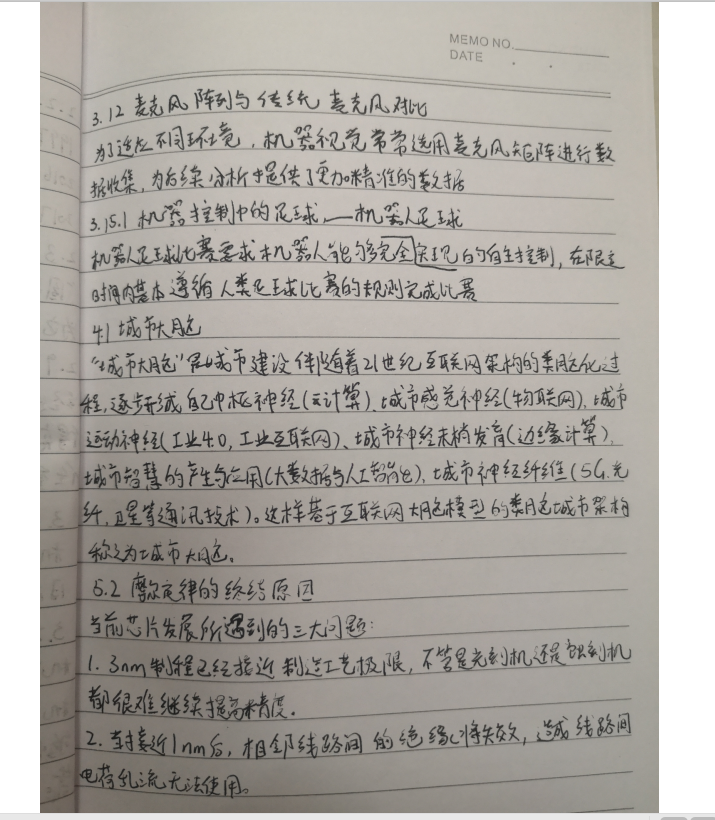 MEMO NO.
DATE
3.12 麦克风阵列与传统麦克风对比
为了适应不同环境，机器视觉常常选用麦克风矩阵进行数
据收集，为后续分析提供了更加精准的数据
3.15.1 机器控制中的足球——机器人足球
机器人足球比赛要求机器人能够完全实现的自主控制，在限定
时间内基本遵循人类足球比赛的规则完成比赛
4.1 城市大脑
“城市大脑”是城市建设伴随着21世纪互联网架构的类脑化过
程，逐步形成自己中枢神经（云计算）、城市感觉神经（物联网）、城市
运动神经（工业4.0，工业互联网）、城市神经末梢发育（边缘计算）、
城市智慧的产生与应用（大数据与人工智能）、城市神经纤维（5G、光
纤、卫星等通讯技术）。这样基于互联网大脑模型的类脑城市架构
称之为城市大脑。
5.2 摩尔定律的终结原因
当前芯片发展所遇到的三大问题：
1. 3nm制程已经接近制造工艺极限，不管是光刻机还是蚀刻机
都很难继续提高精度.
2. 当接近1nm后，相邻线路间的绝缘将失效，造成线路间
电荷乱流无法使用。